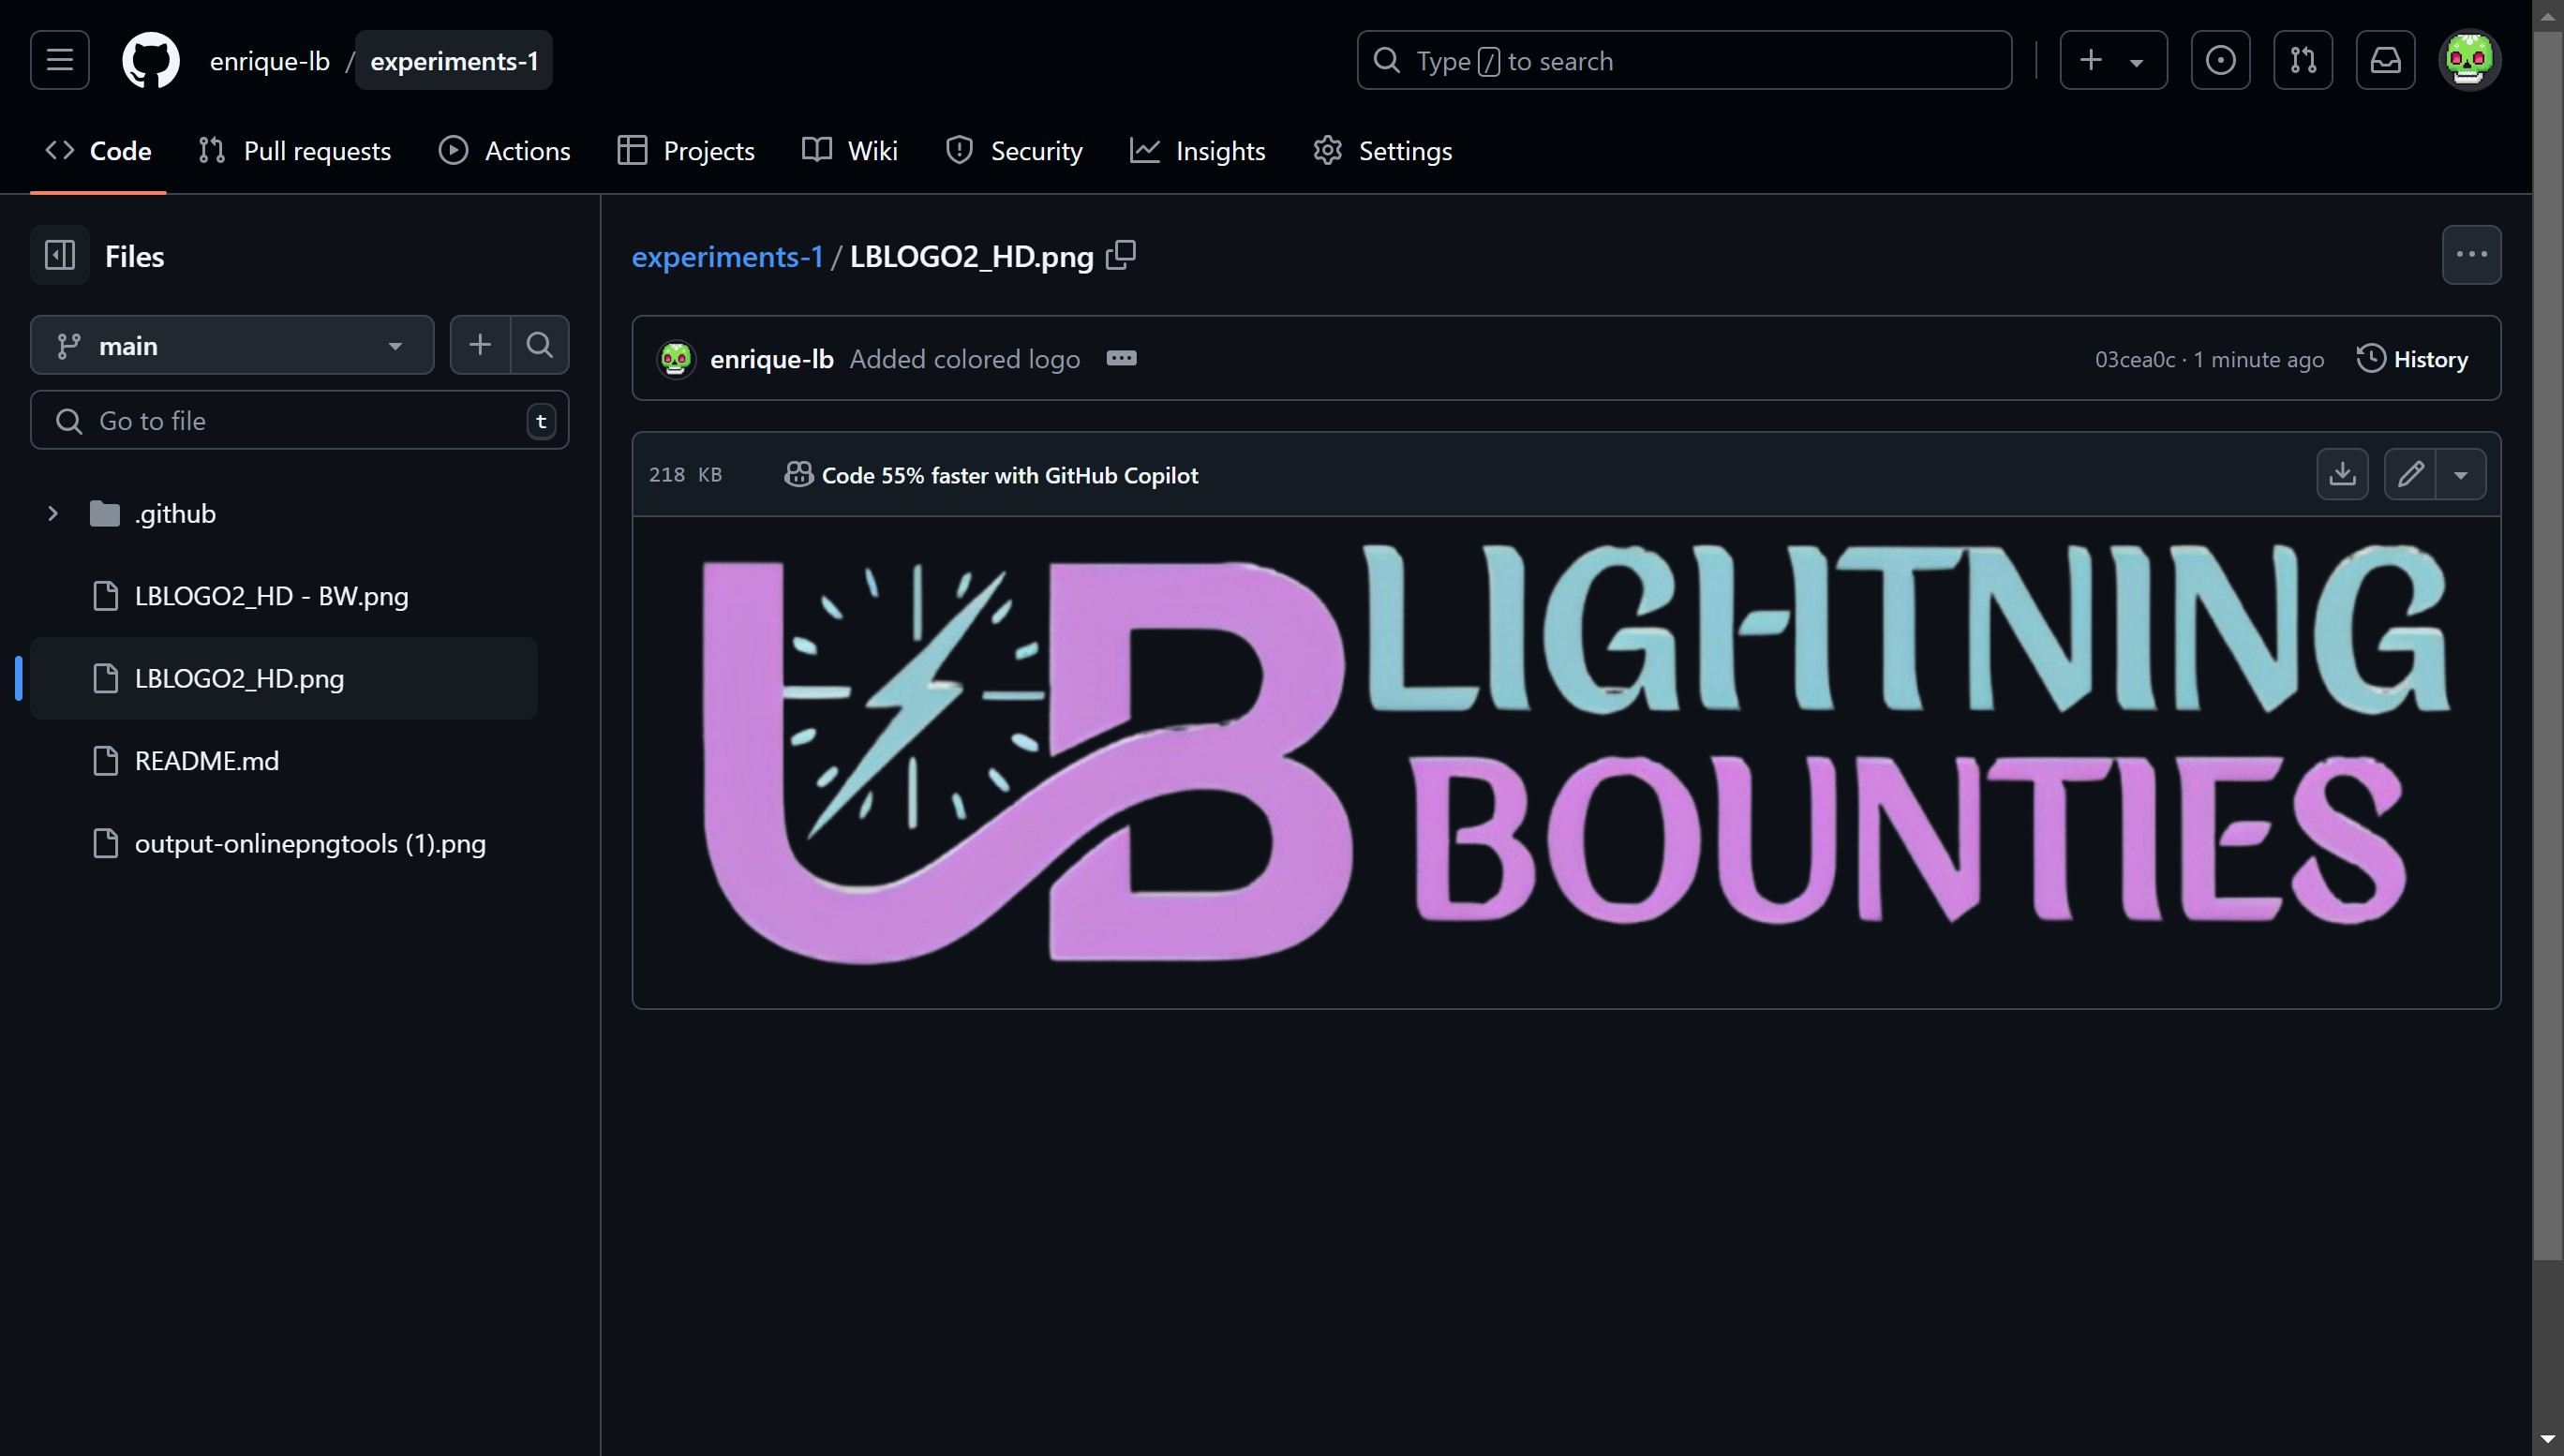 enrique-lb / experiments-1
Type / to search
Code
Pull requests
Actions
Projects
Wiki
Security
Insights
Settings
Files
main
Go to file
t
.github
LBLOGO2_HD - BW.png
LBLOGO2_HD.png
README.md
output-onlinepngtools (1).png
experiments-1 / LBLOGO2_HD.png
enrique-lb Added colored logo
03cea0c · 1 minute ago
History
218 KB
Code 55% faster with GitHub Copilot
LB
LIGHTNING
BOUNTIES